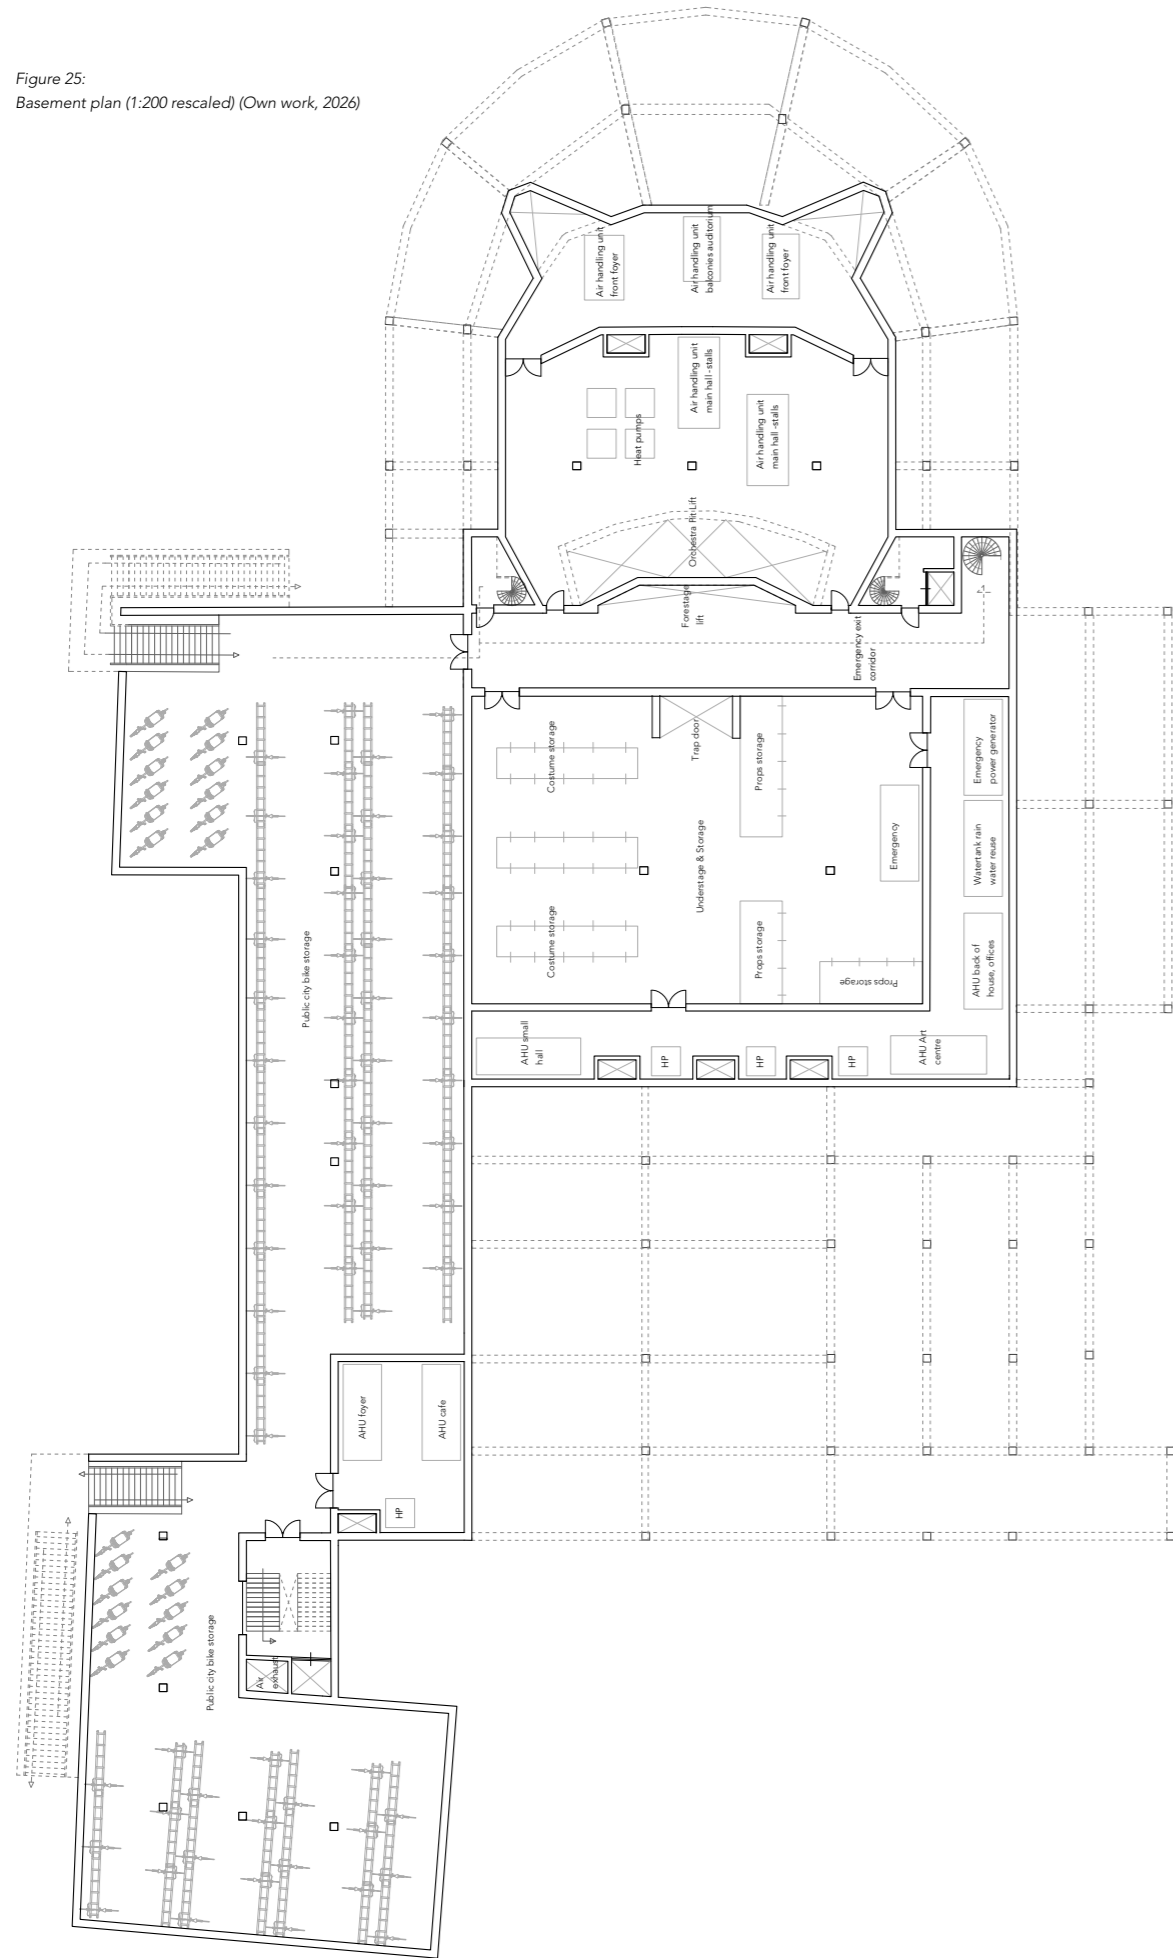 Figure 25:
Basement plan (1:200 rescaled) (Own work, 2026)
Air handling unit
front foyer
Air handling unit
balconies auditorium
Air handling unit
front foyer
Air handling unit
main hall -stalls
Air handling unit
main hall -stalls
Heat pumps
Orchestra Pit Lift
Forestage
lift
Emergency exit
corridor
Costume storage
Trap door
Props storage
Emergency
power generator
Understage & Storage
Emergency
Watertank rain
water reuse
Public city bike storage
Costume storage
Props storage
Props storage
AHU back of
house, offices
AHU small
hall
HP
HP
HP
AHU Art
centre
AHU foyer
AHU cafe
HP
Public city bike storage
Air
exhaust